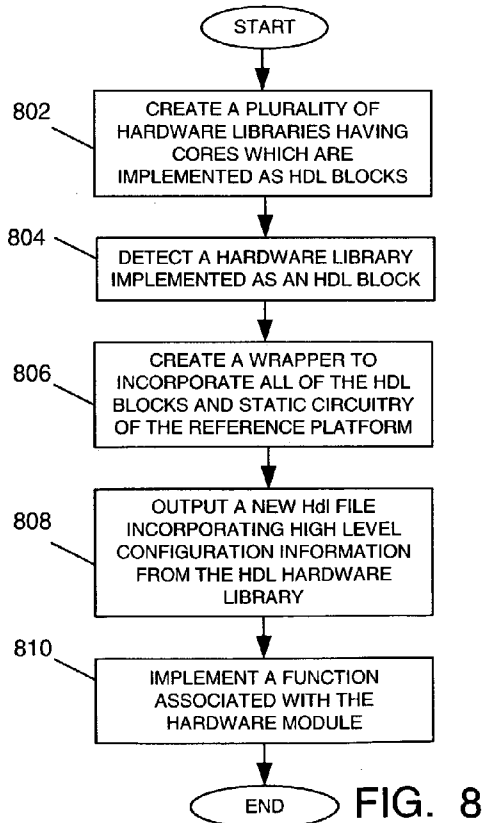 START
802
CREATE A PLURALITY OF
HARDWARE LIBRARIES HAVING
CORES WHICH ARE
IMPLEMENTED AS HDL BLOCKS
804
DETECT A HARDWARE LIBRARY
IMPLEMENTED AS AN HDL BLOCK
806
CREATE A WRAPPER TO
INCORPORATE ALL OF THE HDL
BLOCKS AND STATIC CIRCUITRY
OF THE REFERENCE PLATFORM
808
OUTPUT A NEW Hdl FILE
INCORPORATING HIGH LEVEL
CONFIGURATION INFORMATION
FROM THE HDL HARDWARE
LIBRARY
810
IMPLEMENT A FUNCTION
ASSOCIATED WITH THE
HARDWARE MODULE
END
FIG. 8